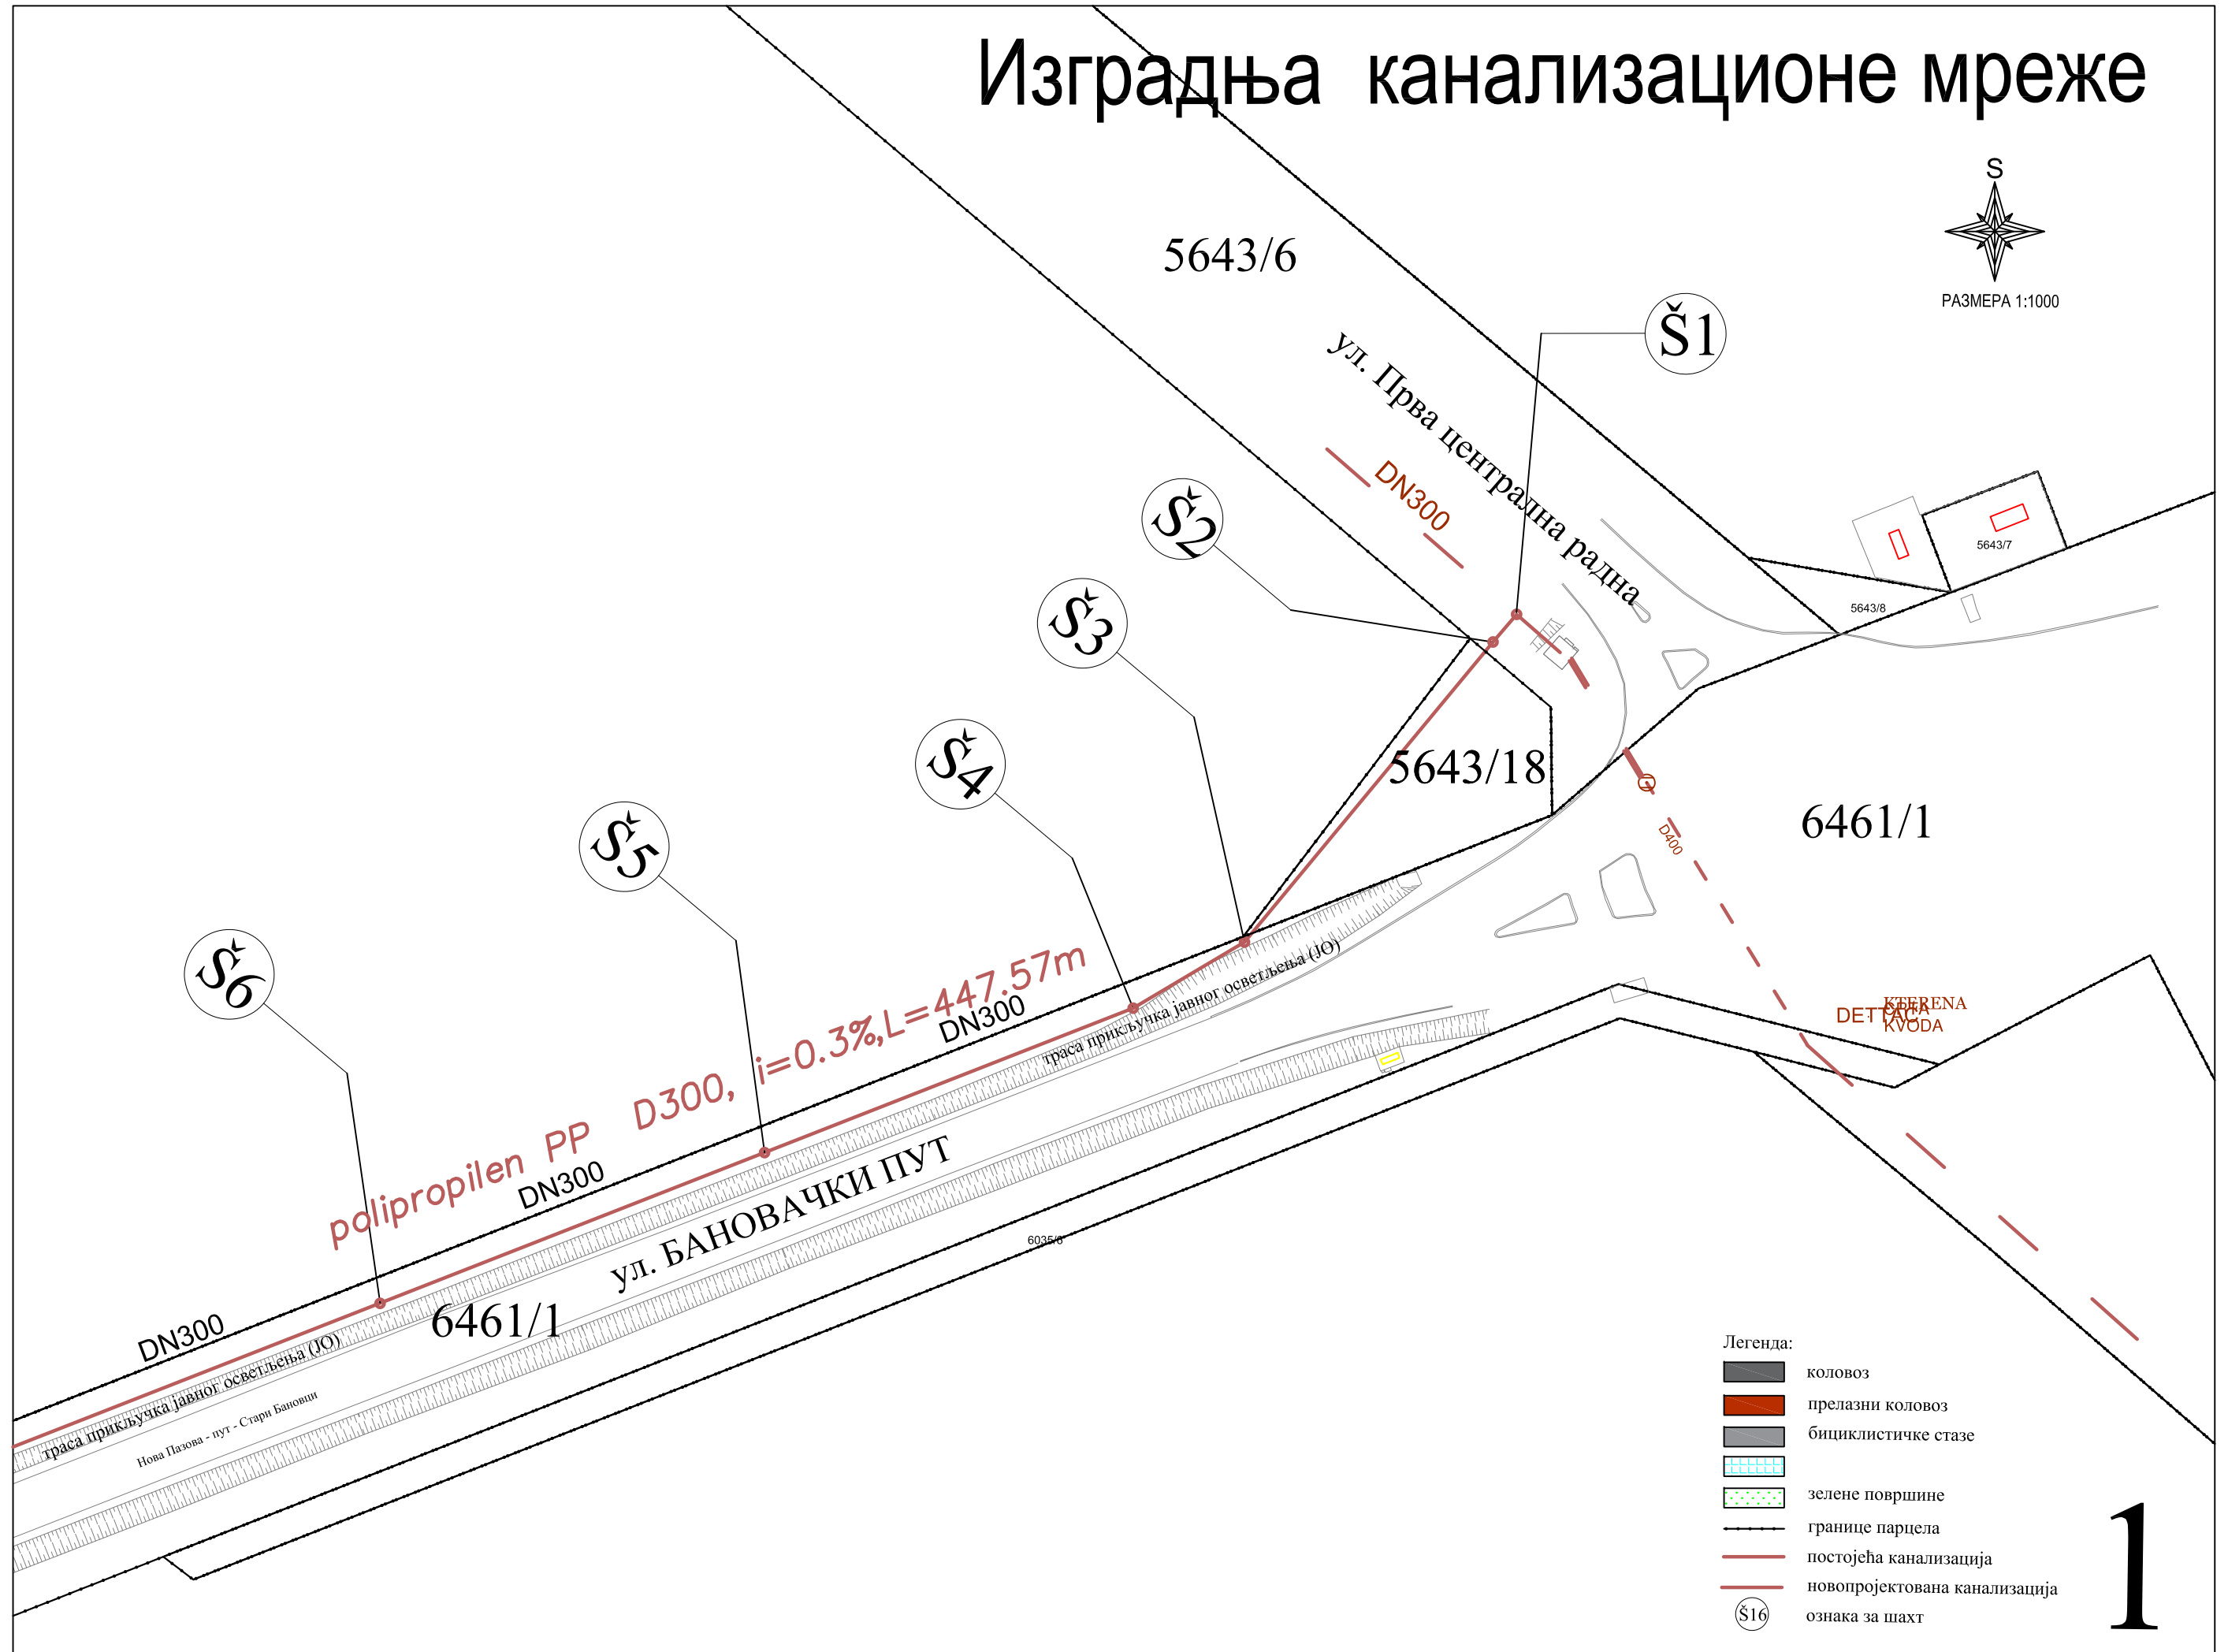 Изградња канализационе мреже
S
РАЗМЕРА 1:1000
5643/6
Š1
ул. Прва централна радна
DN300
Š2
5643/7
5643/8
Š3
Š4
5643/18
6461/1
D400
Š5
Š6
polipropilen PP D300, i=0.3%,L=447.57m
DN300
DN300
DN300
траса прикључка јавног осветљења (ЈО)
KTERENA
KVODA
ул. БАНОВАЧКИ ПУТ
6035/6
6461/1
траса прикључка јавног осветљења (ЈО)
Нова Пазова - пут - Стари Бановци
Легенда:
коловоз
прелазни коловоз
бициклистичке стазе
зелене површине
границе парцела
постојећа канализација
новопројектована канализација
Š16 ознака за шахт
1